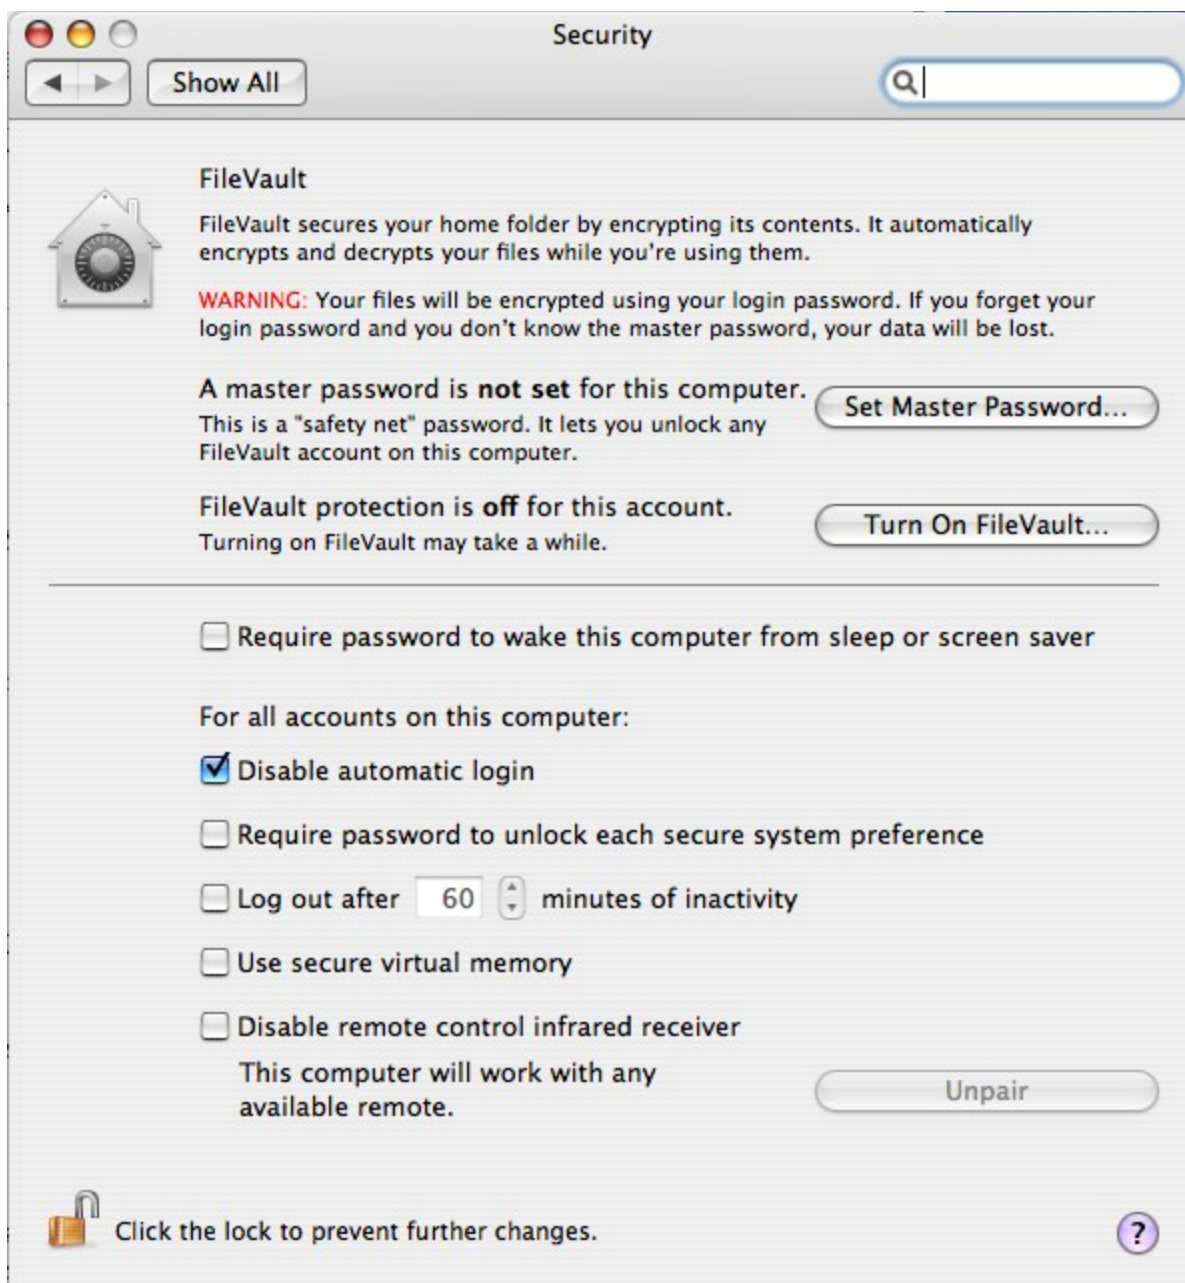 Security
Show All
FileVault
FileVault secures your home folder by encrypting its contents. It automatically
encrypts and decrypts your files while you're using them.
WARNING: Your files will be encrypted using your login password. If you forget your
login password and you don't know the master password, your data will be lost.
A master password is not set for this computer.
This is a "safety net" password. It lets you unlock any
FileVault account on this computer.
Set Master Password...
FileVault protection is off for this account.
Turning on FileVault may take a while.
Turn On FileVault...
Require password to wake this computer from sleep or screen saver
For all accounts on this computer:
Disable automatic login
Require password to unlock each secure system preference
Log out after 60 minutes of inactivity
Use secure virtual memory
Disable remote control infrared receiver
This computer will work with any
available remote.
Unpair
Click the lock to prevent further changes.
?